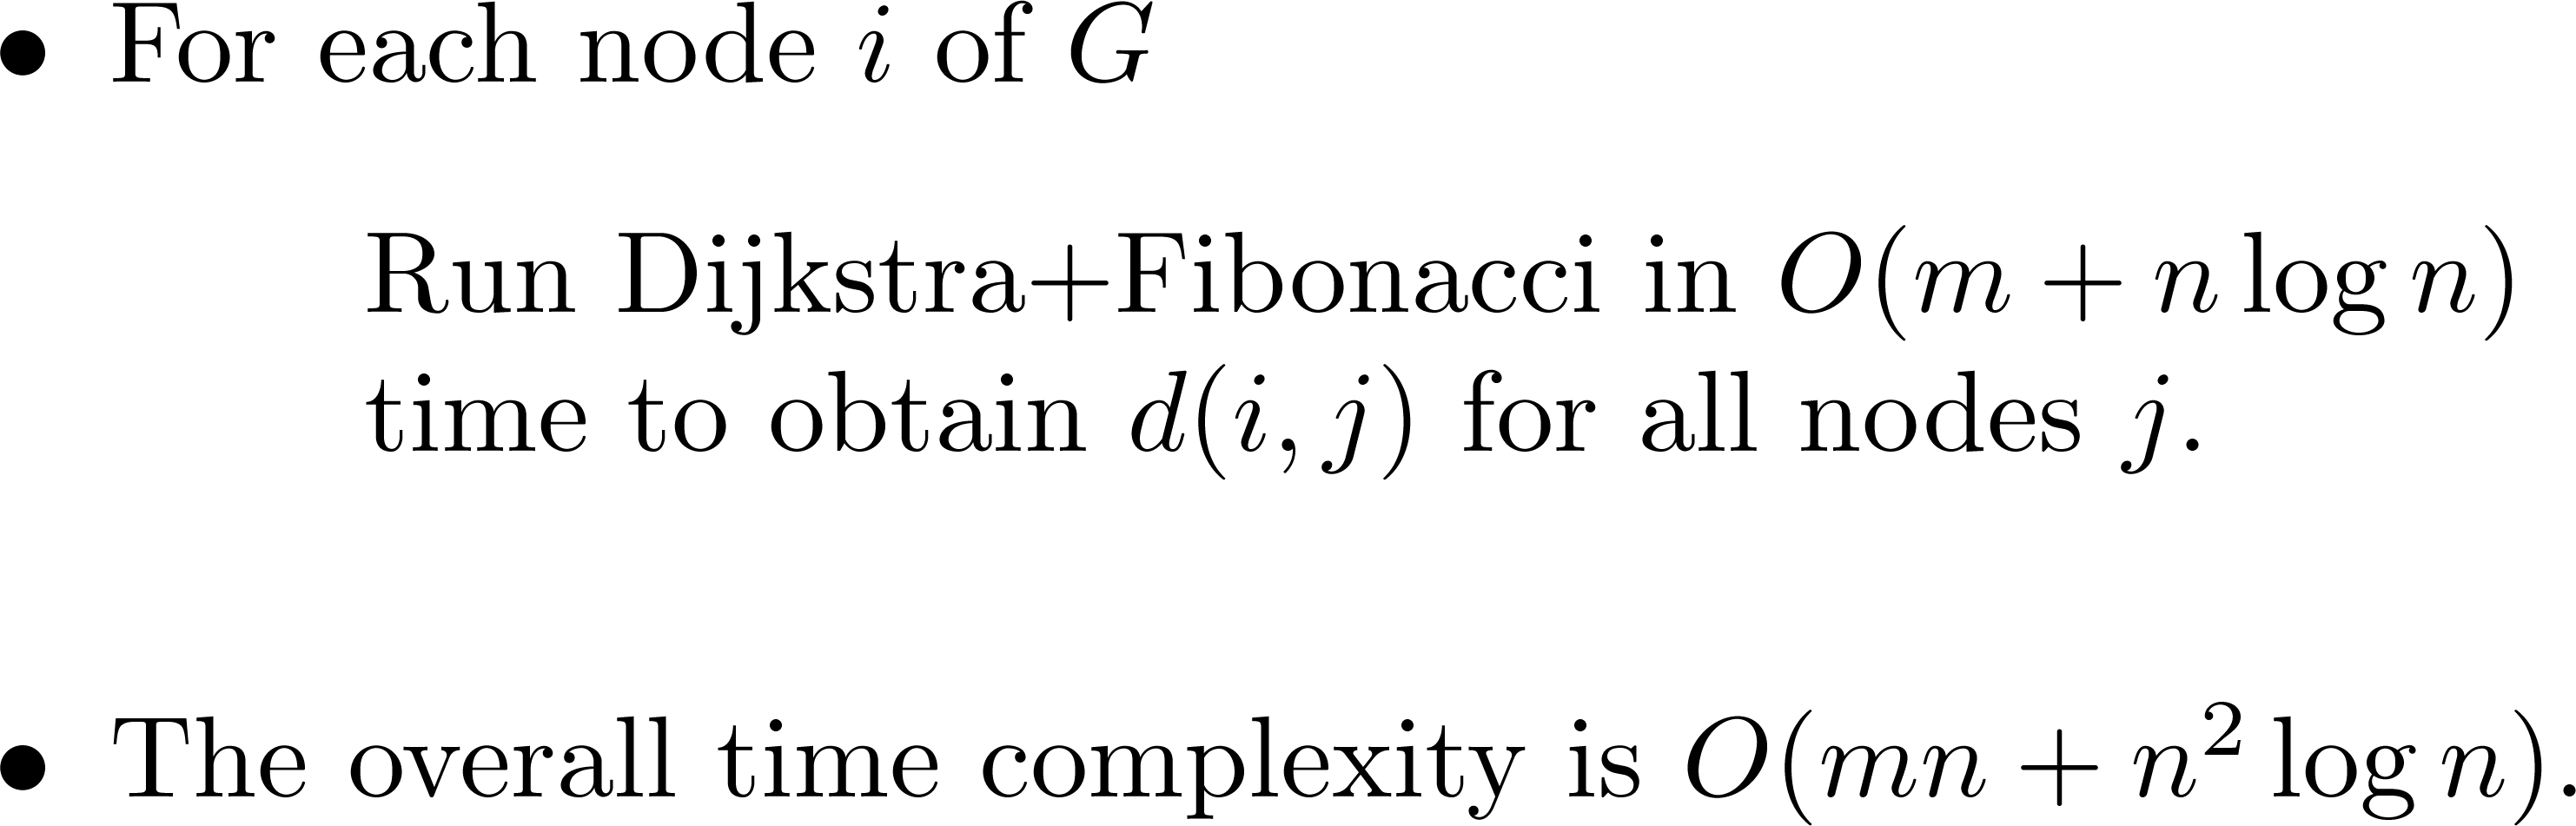 • For each node i of G
Run Dijkstra+Fibonacci in O(m + n log n)
time to obtain d(i, j) for all nodes j.
• The overall time complexity is O(mn + n² log n).